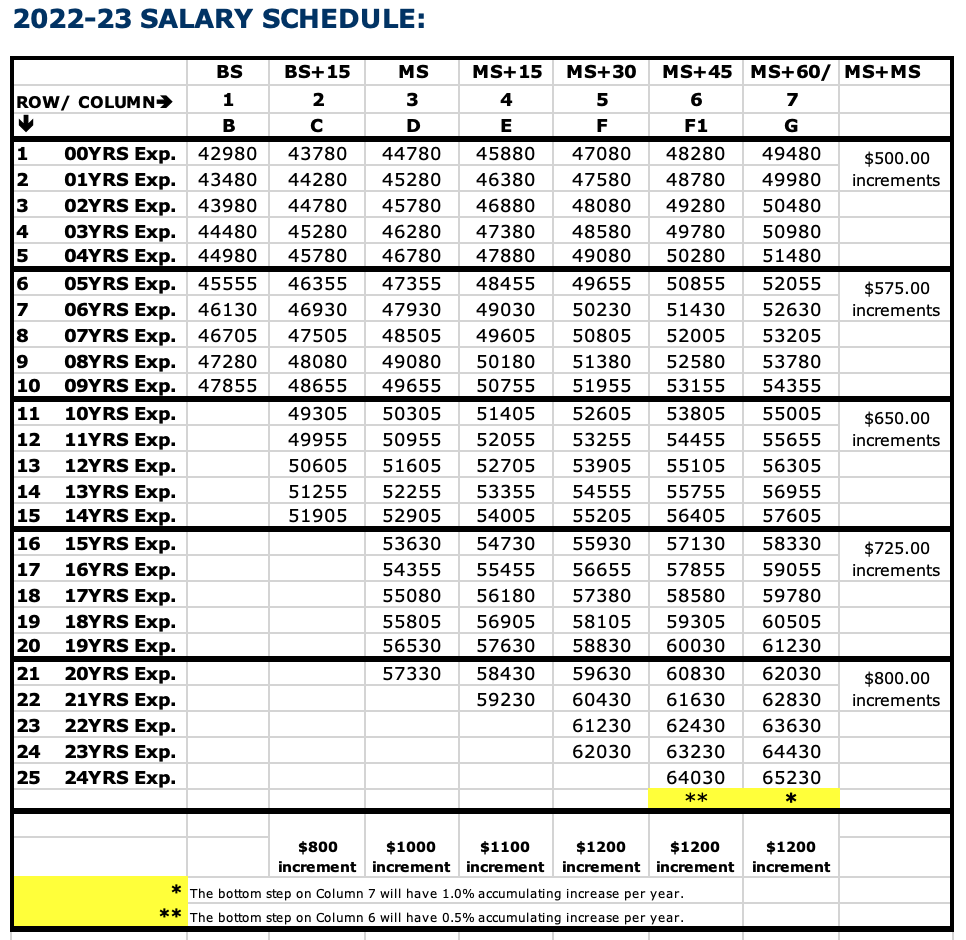 2022-23 SALARY SCHEDULE:
BS BS+15 MS MS+15 MS+30 MS+45 MS+60/ MS+MS
ROW/ COLUMN➔ 1 2 3 4 5 6 7
🡻 B C D E F F1 G
1 00YRS Exp. 42980 43780 44780 45880 47080 48280 49480 $500.00
2 01YRS Exp. 43480 44280 45280 46380 47580 48780 49980 increments
3 02YRS Exp. 43980 44780 45780 46880 48080 49280 50480
4 03YRS Exp. 44480 45280 46280 47380 48580 49780 50980
5 04YRS Exp. 44980 45780 46780 47880 49080 50280 51480
6 05YRS Exp. 45555 46355 47355 48455 49655 50855 52055 $575.00
7 06YRS Exp. 46130 46930 47930 49030 50230 51430 52630 increments
8 07YRS Exp. 46705 47505 48505 49605 50805 52005 53205
9 08YRS Exp. 47280 48080 49080 50180 51380 52580 53780
10 09YRS Exp. 47855 48655 49655 50755 51955 53155 54355
11 10YRS Exp. 49305 50305 51405 52605 53805 55005 $650.00
12 11YRS Exp. 49955 50955 52055 53255 54455 55655 increments
13 12YRS Exp. 50605 51605 52705 53905 55105 56305
14 13YRS Exp. 51255 52255 53355 54555 55755 56955
15 14YRS Exp. 51905 52905 54005 55205 56405 57605
16 15YRS Exp. 53630 54730 55930 57130 58330 $725.00
17 16YRS Exp. 54355 55455 56655 57855 59055 increments
18 17YRS Exp. 55080 56180 57380 58580 59780
19 18YRS Exp. 55805 56905 58105 59305 60505
20 19YRS Exp. 56530 57630 58830 60030 61230
21 20YRS Exp. 57330 58430 59630 60830 62030 $800.00
22 21YRS Exp. 59230 60430 61630 62830 increments
23 22YRS Exp. 61230 62430 63630
24 23YRS Exp. 62030 63230 64430
25 24YRS Exp. 64030 65230
** *
$800 $1000 $1100 $1200 $1200 $1200
increment increment increment increment increment increment
* The bottom step on Column 7 will have 1.0% accumulating increase per year.
** The bottom step on Column 6 will have 0.5% accumulating increase per year.